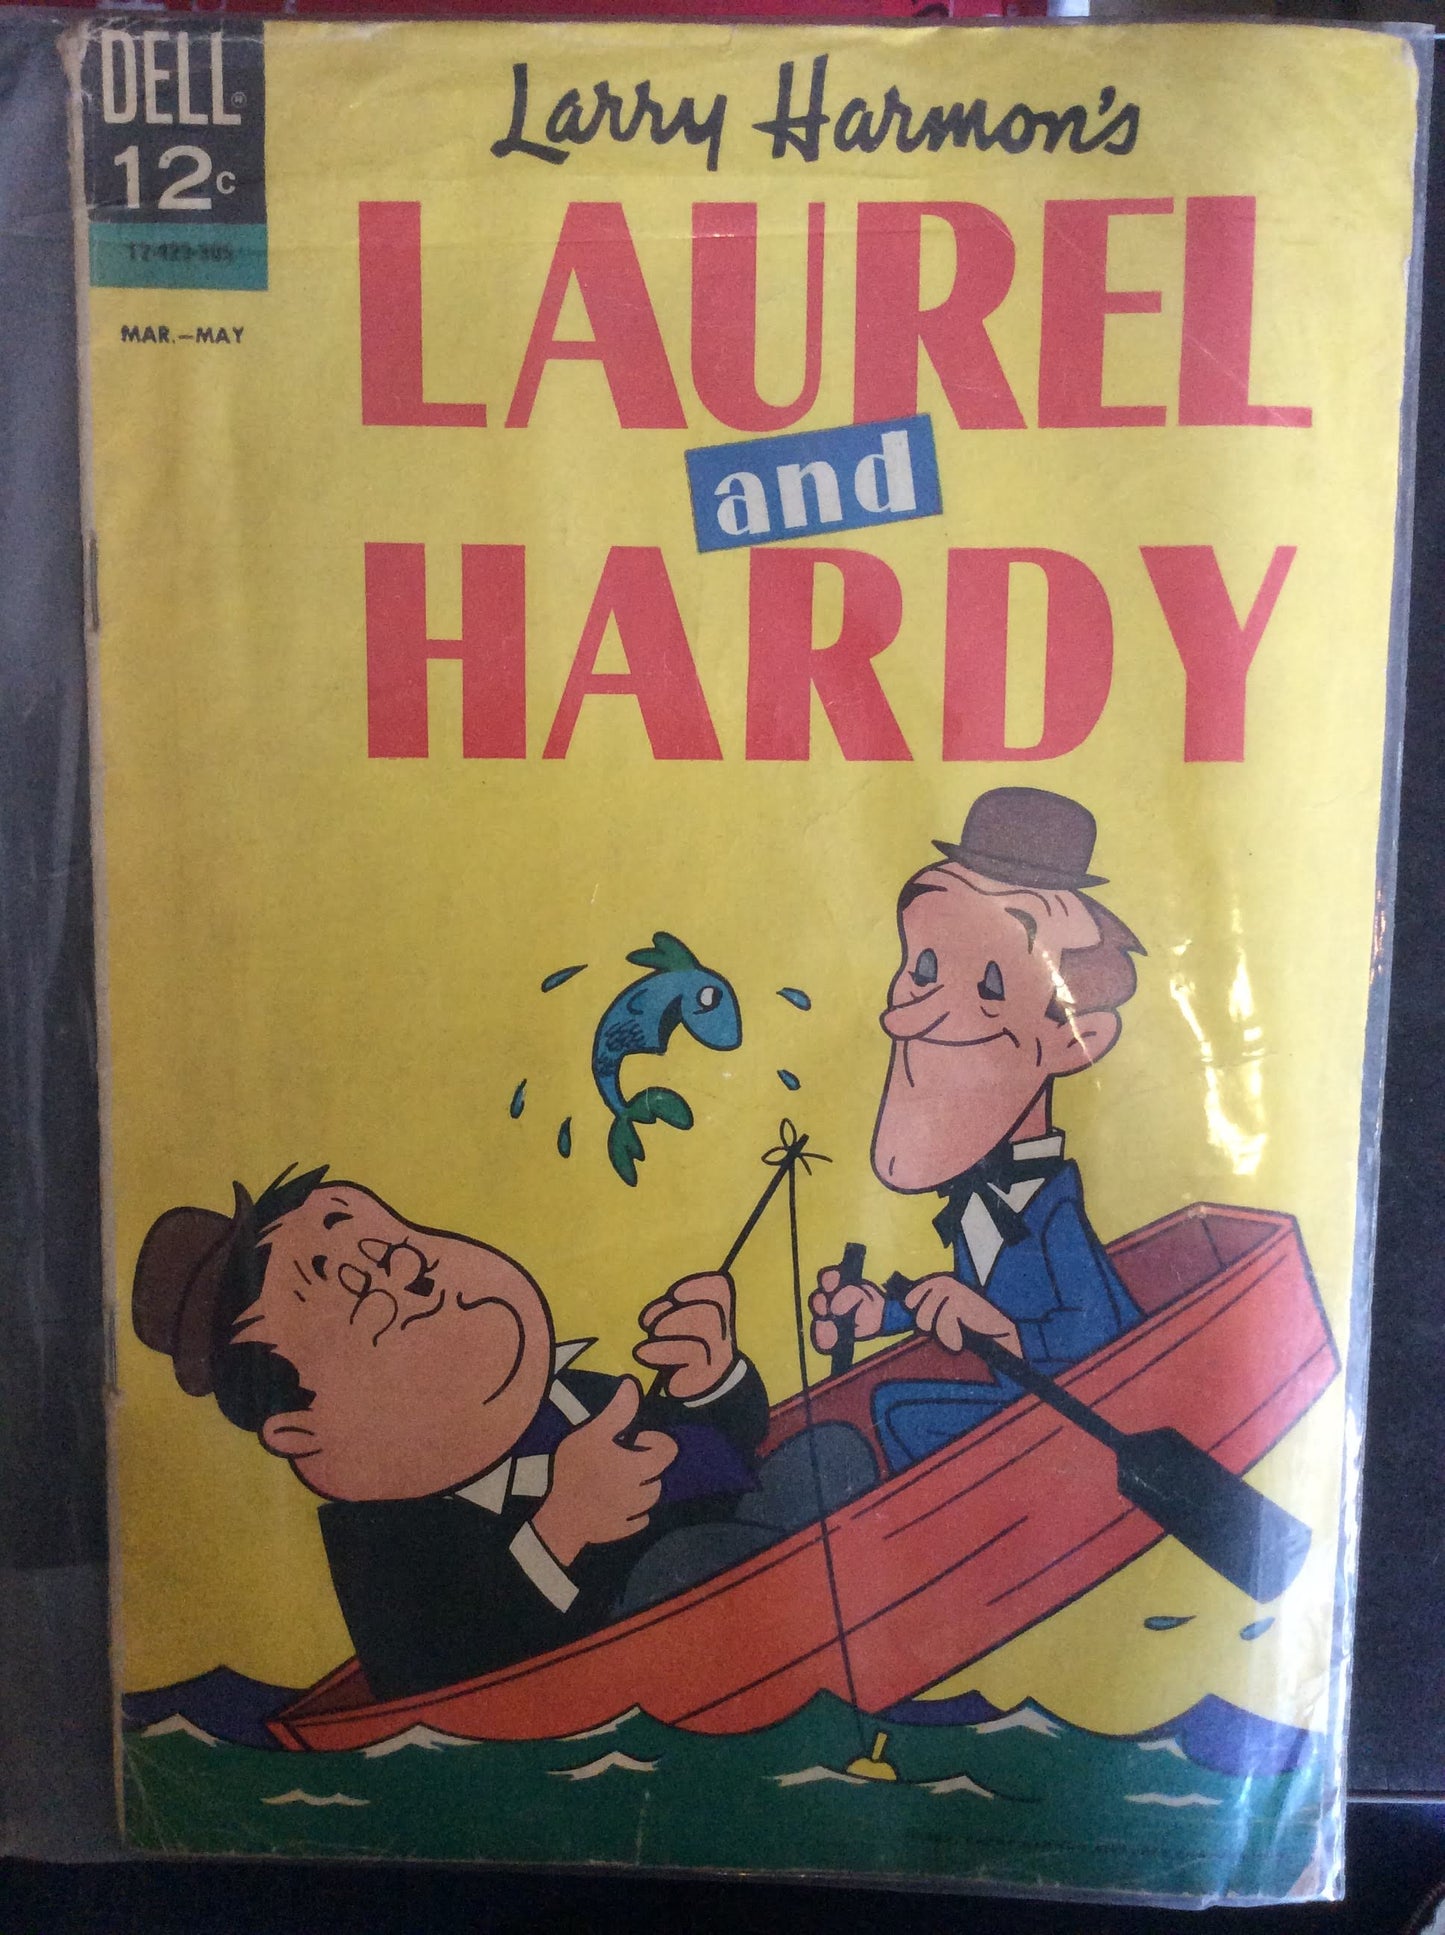 DELL
12c
MAR.–MAY
Larry Harmon's
LAUREL
and
HARDY